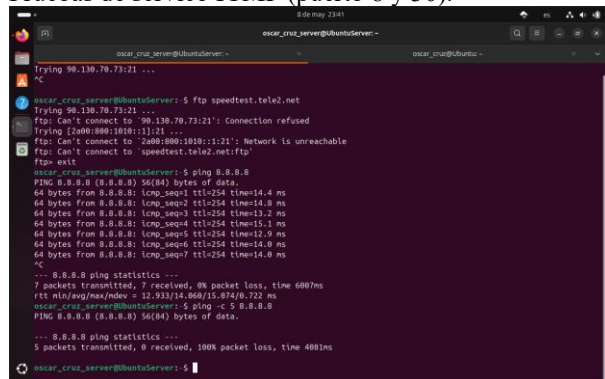 Pruebas de service ICMP (puerto 8 y 30).
8 de may 23:41
oscar_cruz_server@UbuntuServer: ~
es
oscar_cruz_server@UbuntuServer: ~
oscar_cruz@Ubuntu: ~
Trying 90.130.70.73:21 ...
^C
oscar_cruz_server@UbuntuServer:~$ ftp speedtest.tele2.net
Trying 90.130.70.73:21 ...
ftp: Can't connect to `90.130.70.73:21': Connection refused
Trying [2a00:800:1010::1]:21 ...
ftp: Can't connect to `2a00:800:1010::1:21': Network is unreachable
ftp: Can't connect to `speedtest.tele2.net:ftp'
ftp> exit
oscar_cruz_server@UbuntuServer:~$ ping 8.8.8.8
PING 8.8.8.8 (8.8.8.8) 56(84) bytes of data.
64 bytes from 8.8.8.8: icmp_seq=1 ttl=254 time=14.4 ms
64 bytes from 8.8.8.8: icmp_seq=2 ttl=254 time=14.8 ms
64 bytes from 8.8.8.8: icmp_seq=3 ttl=254 time=13.2 ms
64 bytes from 8.8.8.8: icmp_seq=4 ttl=254 time=15.1 ms
64 bytes from 8.8.8.8: icmp_seq=5 ttl=254 time=12.9 ms
64 bytes from 8.8.8.8: icmp_seq=6 ttl=254 time=14.0 ms
64 bytes from 8.8.8.8: icmp_seq=7 ttl=254 time=14.0 ms
^C
--- 8.8.8.8 ping statistics ---
7 packets transmitted, 7 received, 0% packet loss, time 6007ms
rtt min/avg/max/mdev = 12.933/14.060/15.074/0.722 ms
oscar_cruz_server@UbuntuServer:~$ ping -c 5 8.8.8.8
PING 8.8.8.8 (8.8.8.8) 56(84) bytes of data.
--- 8.8.8.8 ping statistics ---
5 packets transmitted, 0 received, 100% packet loss, time 4081ms
oscar_cruz_server@UbuntuServer:~$